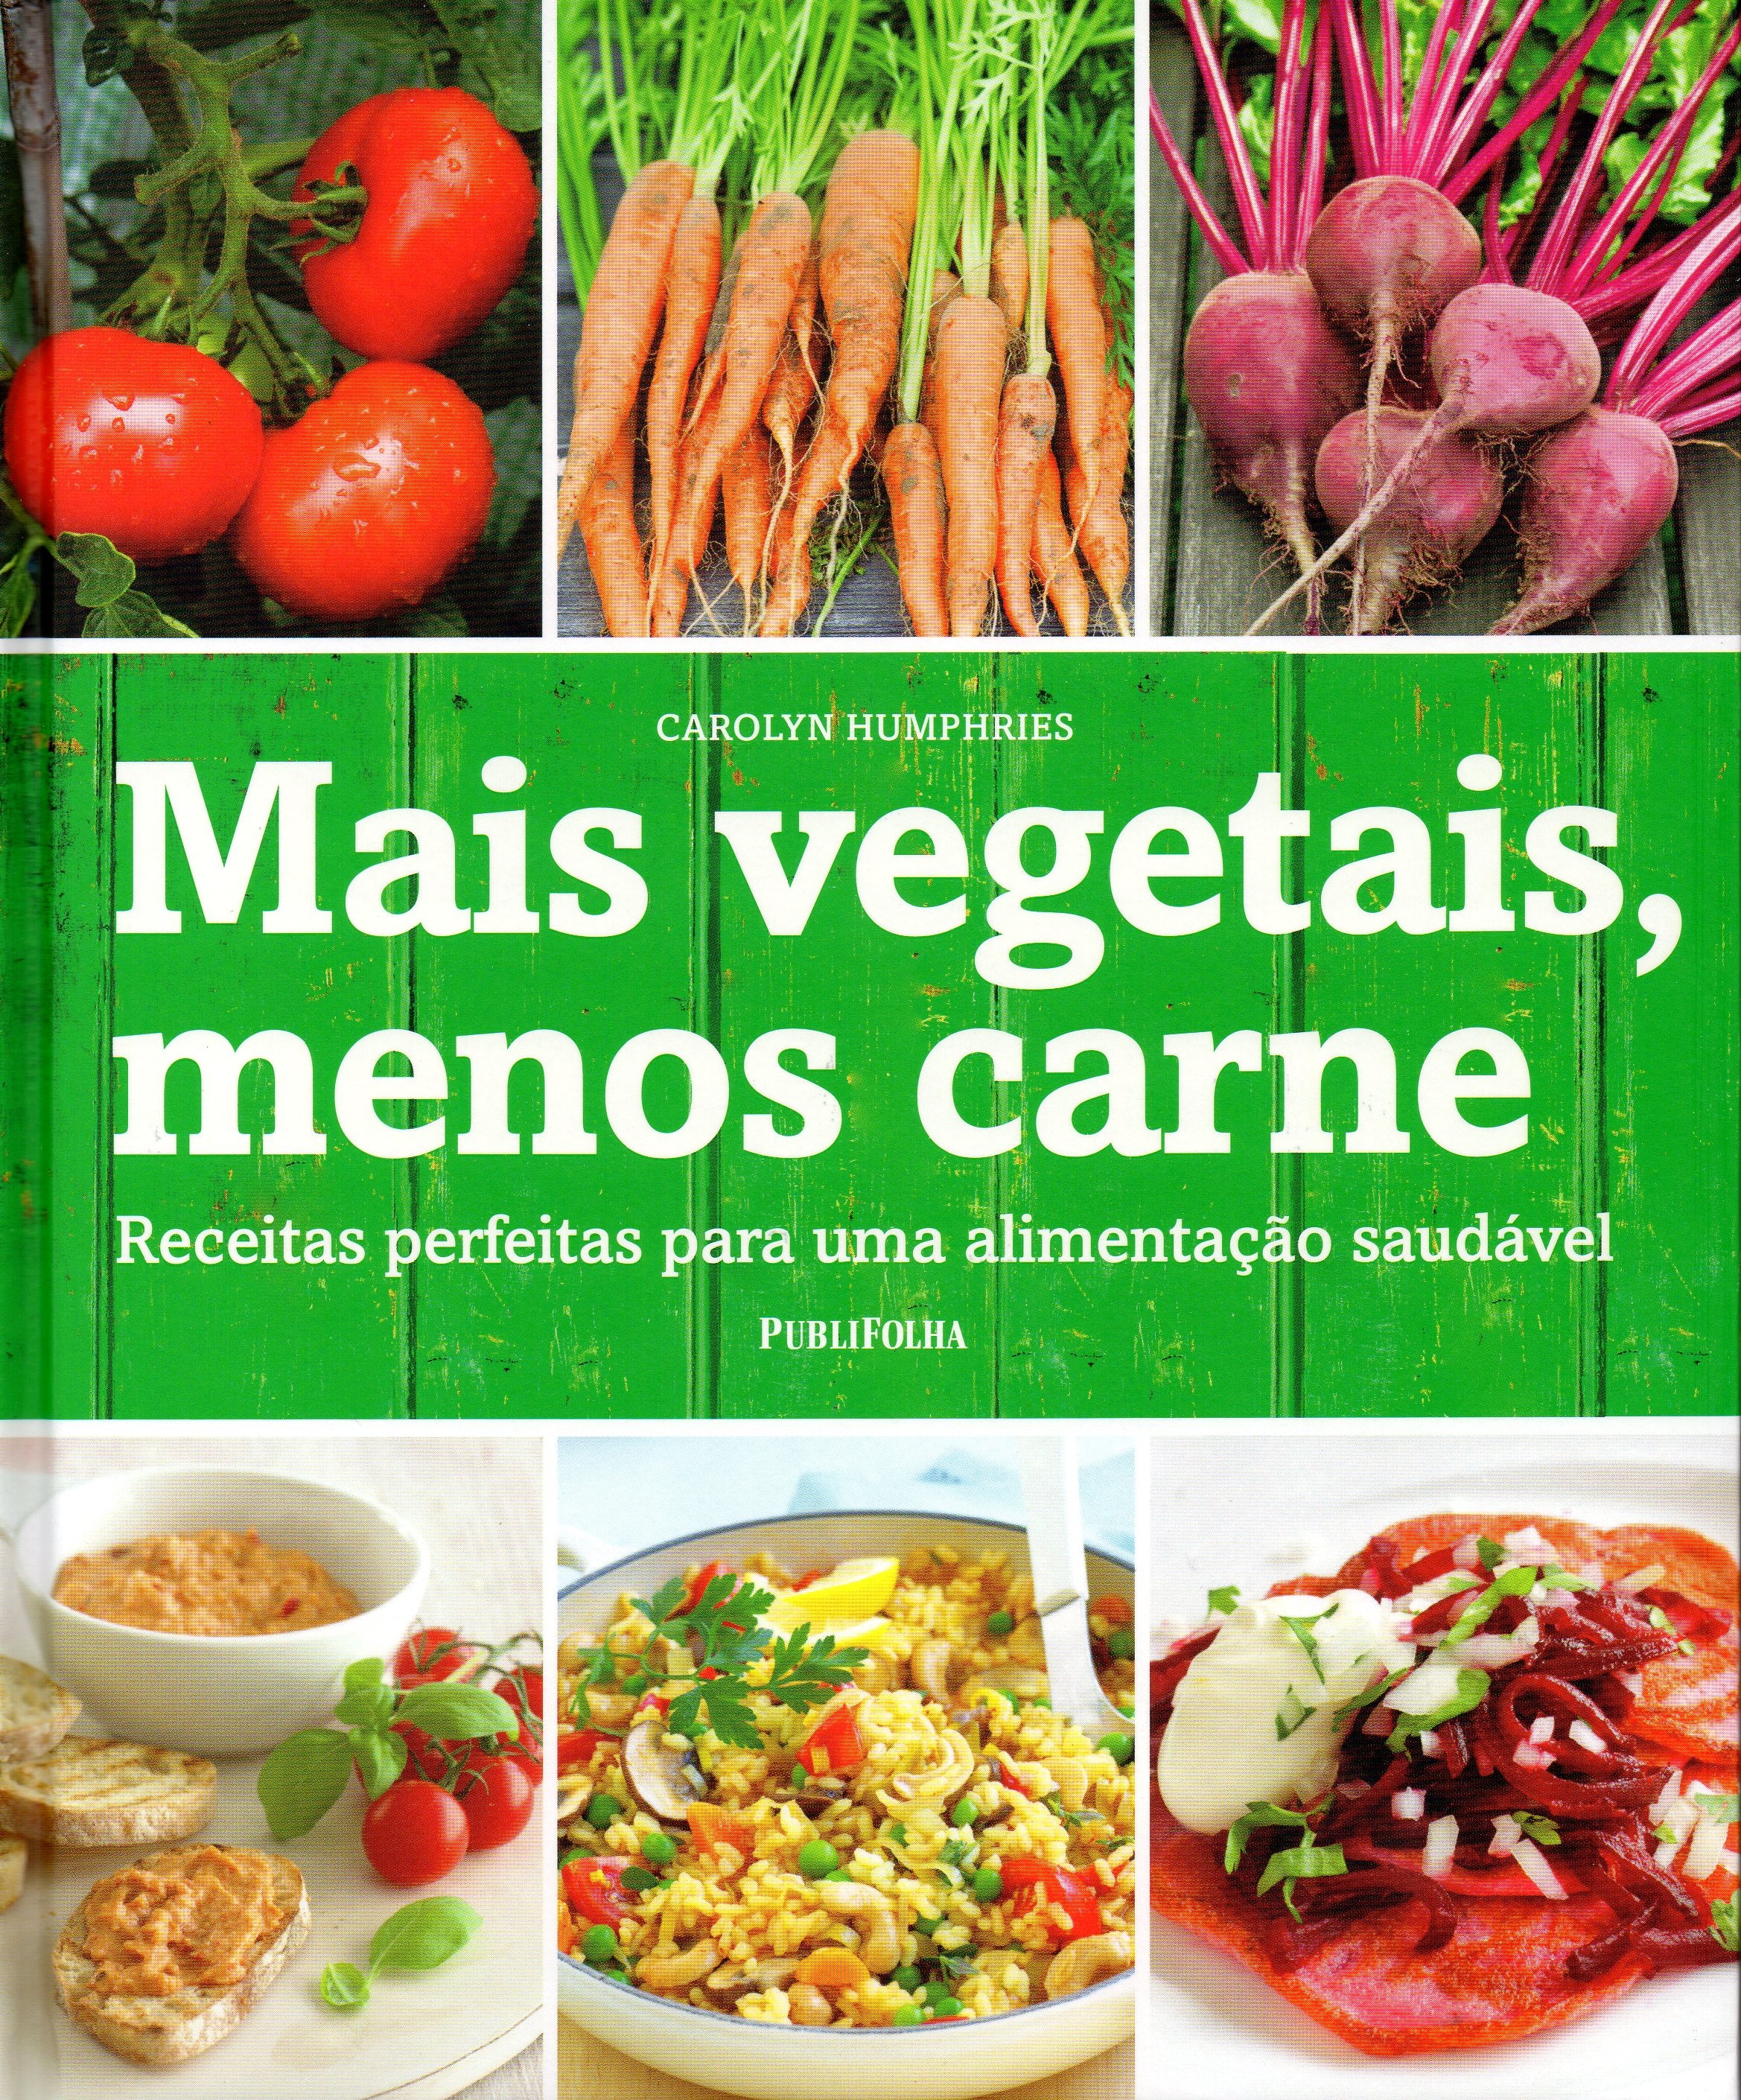 CAROLYN HUMPHRIES
Mais vegetais,
menos carne
Receitas perfeitas para uma alimentação saudável
PUBLIFOLHA